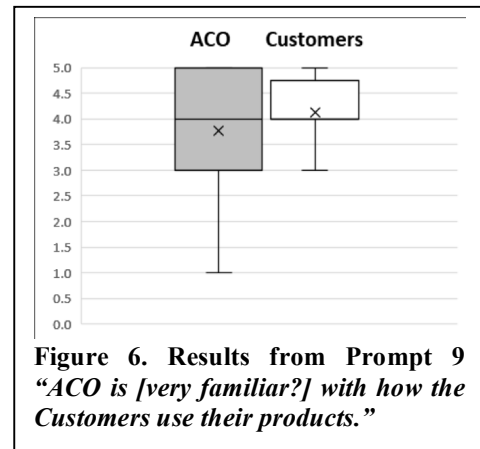 ACO Customers
5.0
4.5
4.0
3.5
3.0
2.5
2.0
1.5
1.0
0.5
0.0
Figure 6. Results from Prompt 9
“ACO is [very familiar?] with how the
Customers use their products.”